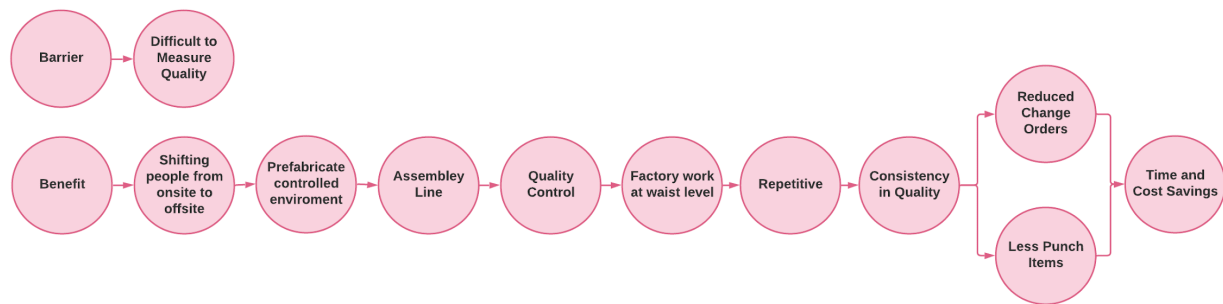 Barrier
Difficult to
Measure
Quality
Benefit
Shifting
people from
onsite to
offsite
Prefabricate
controlled
enviroment
Assembley
Line
Quality
Control
Factory work
at waist level
Repetitive
Consistency
in Quality
Reduced
Change
Orders
Less Punch
Items
Time and
Cost Savings